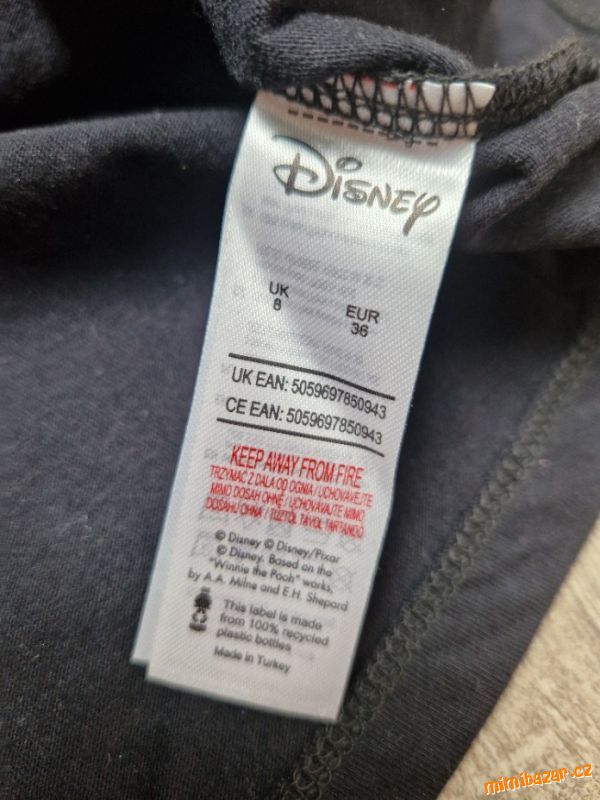 Disney
UK
8
EUR
36
UK EAN: 5059697850943
CE EAN: 5059697850943
KEEP AWAY FROM FIRE
TRZYMAĆ Z DALA OD OGNIA / UCHOVÁVEJTE
MIMO DOSAH OHNĚ / UCHOVÁVAJTE MIMO
DOSAHU OHŇA / TŰZTŐL TÁVOL TARTANDÓ
© Disney © Disney/Pixar
© Disney. Based on the
"Winnie the Pooh" works,
by A.A. Milne and E.H. Shepard
This label is made
from 100% recycled
plastic bottles
Made in Turkey
mimibazar.cz